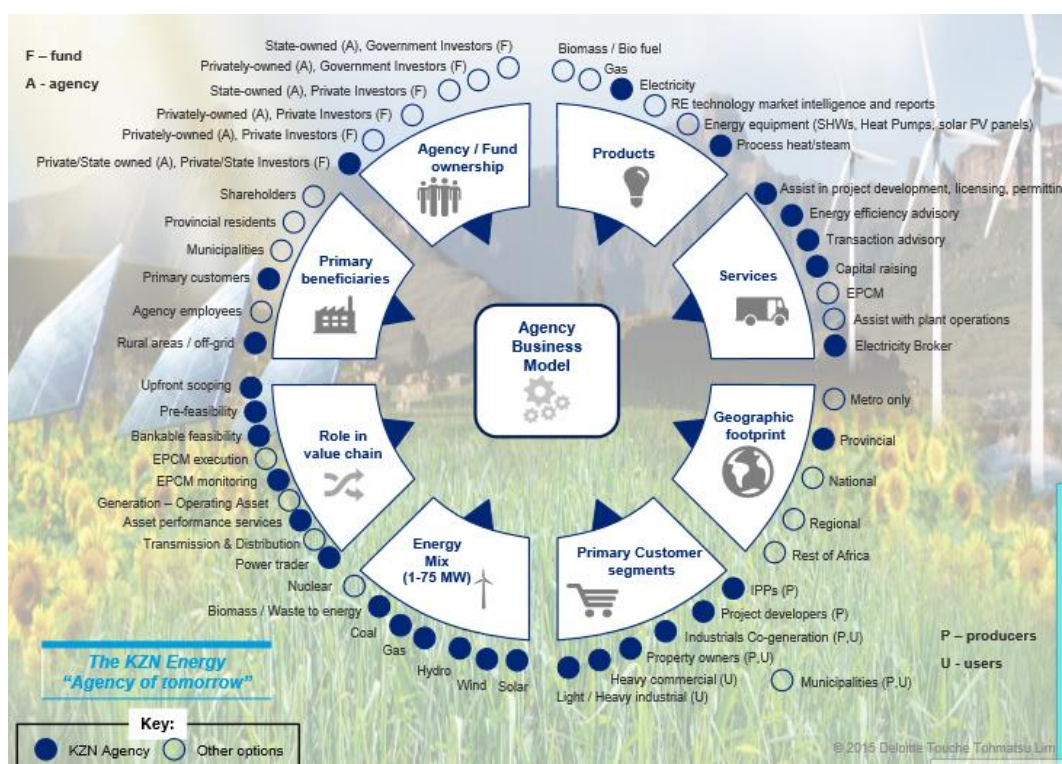 F – fund
A - agency
State-owned (A), Government Investors (F)
Privately-owned (A), Government Investors (F)
State-owned (A), Private Investors (F)
Privately-owned (A), Private Investors (F)
Privately-owned (A), Private Investors (F)
Private/State owned (A), Private/State Investors (F)
Agency / Fund
ownership
Biomass / Bio fuel
Gas
Electricity
RE technology market intelligence and reports
Energy equipment (SHWs, Heat Pumps, solar PV panels)
Process heat/steam
Products
Shareholders
Provincial residents
Municipalities
Primary customers
Agency employees
Rural areas / off-grid
Primary
beneficiaries
Assist in project development, licensing, permittin
Energy efficiency advisory
Transaction advisory
Capital raising
EPCM
Assist with plant operations
Electricity Broker
Services
Agency
Business
Model
Upfront scoping
Pre-feasibility
Bankable feasibility
EPCM execution
EPCM monitoring
Generation – Operating Asset
Asset performance services
Transmission & Distribution
Power trader
Role in
value chain
Metro only
Provincial
National
Regional
Rest of Africa
Geographic
footprint
Energy
Mix
(1-75 MW)
Nuclear
Biomass / Waste to energy
Coal
Gas
Hydro
Wind
Solar
Primary Customer
segments
IPPs (P)
Project developers (P)
Industrials Co-generation (P,U)
Property owners (P,U)
Heavy commercial (U)
Light / Heavy industrial (U)
Municipalities (P,U)
P – producers
U - users
The KZN Energy
“Agency of tomorrow”
Key:
KZN Agency
Other options
© 2015 Deloitte Touche Tohmatsu Lim